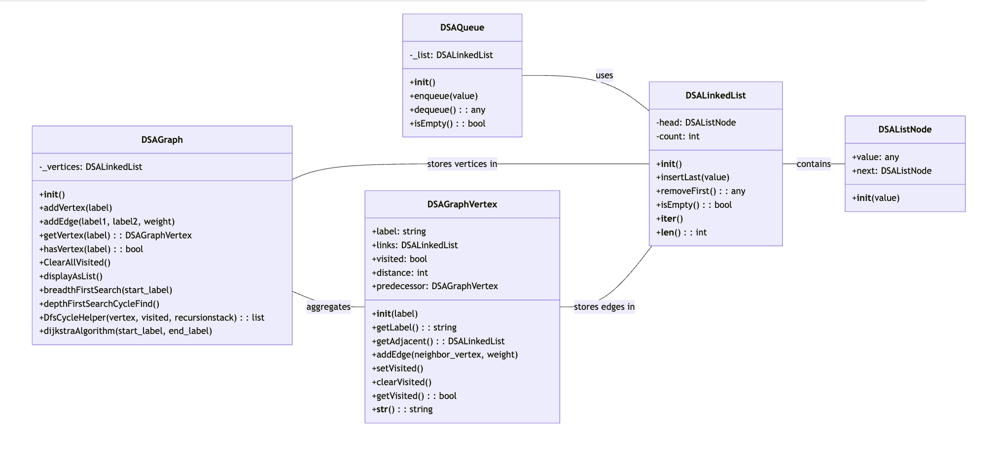 DSAQueue
-_list: DSALinkedList
+init()
+enqueue(value)
+dequeue() : : any
+isEmpty() : : bool
uses
DSALinkedList
-head: DSAListNode
-count: int
+init()
+insertLast(value)
+removeFirst() : : any
+isEmpty() : : bool
+iter()
+len() : : int
contains
DSAListNode
+value: any
+next: DSAListNode
+init(value)
DSAGraph
-_vertices: DSALinkedList
+init()
+addVertex(label)
+addEdge(label1, label2, weight)
+getVertex(label) : : DSAGraphVertex
+hasVertex(label) : : bool
+ClearAllVisited()
+displayAsList()
+breadthFirstSearch(start_label)
+depthFirstSearchCycleFind()
+DfsCycleHelper(vertex, visited, recursionstack) : : list
+dijkstraAlgorithm(start_label, end_label)
stores vertices in
aggregates
DSAGraphVertex
+label: string
+links: DSALinkedList
+visited: bool
+distance: int
+predecessor: DSAGraphVertex
+init(label)
+getLabel() : : string
+getAdjacent() : : DSALinkedList
+addEdge(neighbor_vertex, weight)
+setVisited()
+clearVisited()
+getVisited() : : bool
+str() : : string
stores edges in